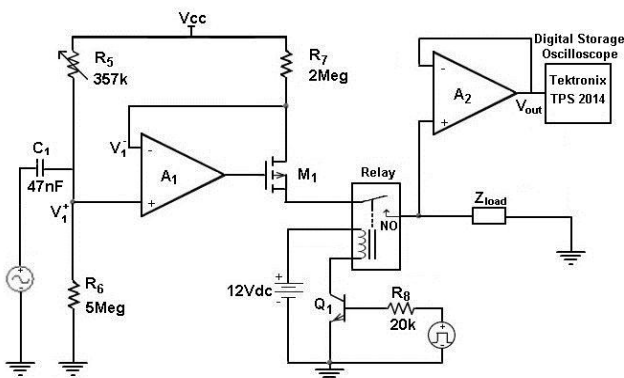 Vcc
R5
357k
R7
2Meg
Digital Storage
Oscilloscope
Tektronix
TPS 2014
-
A2
+
Vout
C1
47nF
V1-
-
A1
+
M1
V1+
Relay
NO
Zload
R6
5Meg
+
12Vdc
-
Q1
R8
20k
+